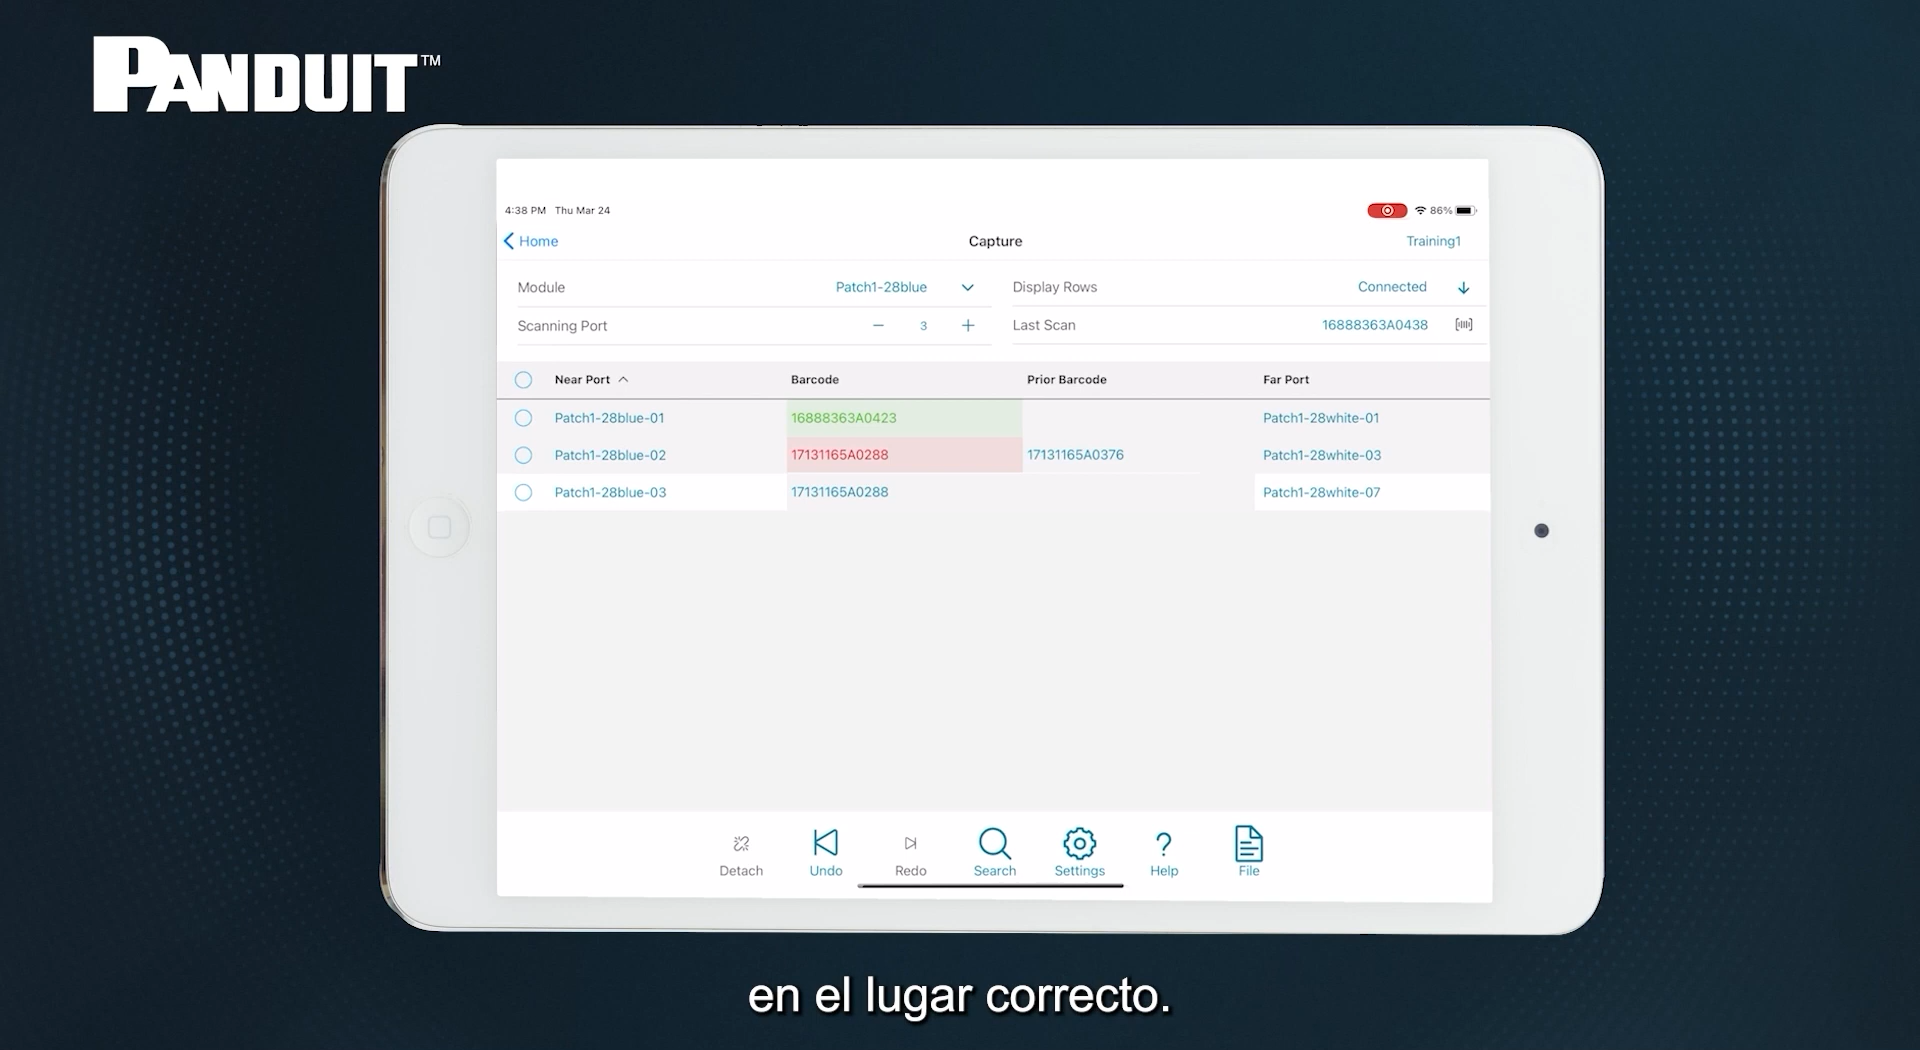 PANDUIT™
4:38 PM Thu Mar 24
86%
Home
Capture
Training1
Module
Patch1-28blue
Display Rows
Connected
Scanning Port
− 3 +
Last Scan
16888363A0438
Near Port
Barcode
Prior Barcode
Far Port
Patch1-28blue-01
16888363A0423
Patch1-28white-01
Patch1-28blue-02
17131165A0288
17131165A0376
Patch1-28white-03
Patch1-28blue-03
17131165A0288
Patch1-28white-07
Detach
Undo
Redo
Search
Settings
? Help
File
en el lugar correcto.